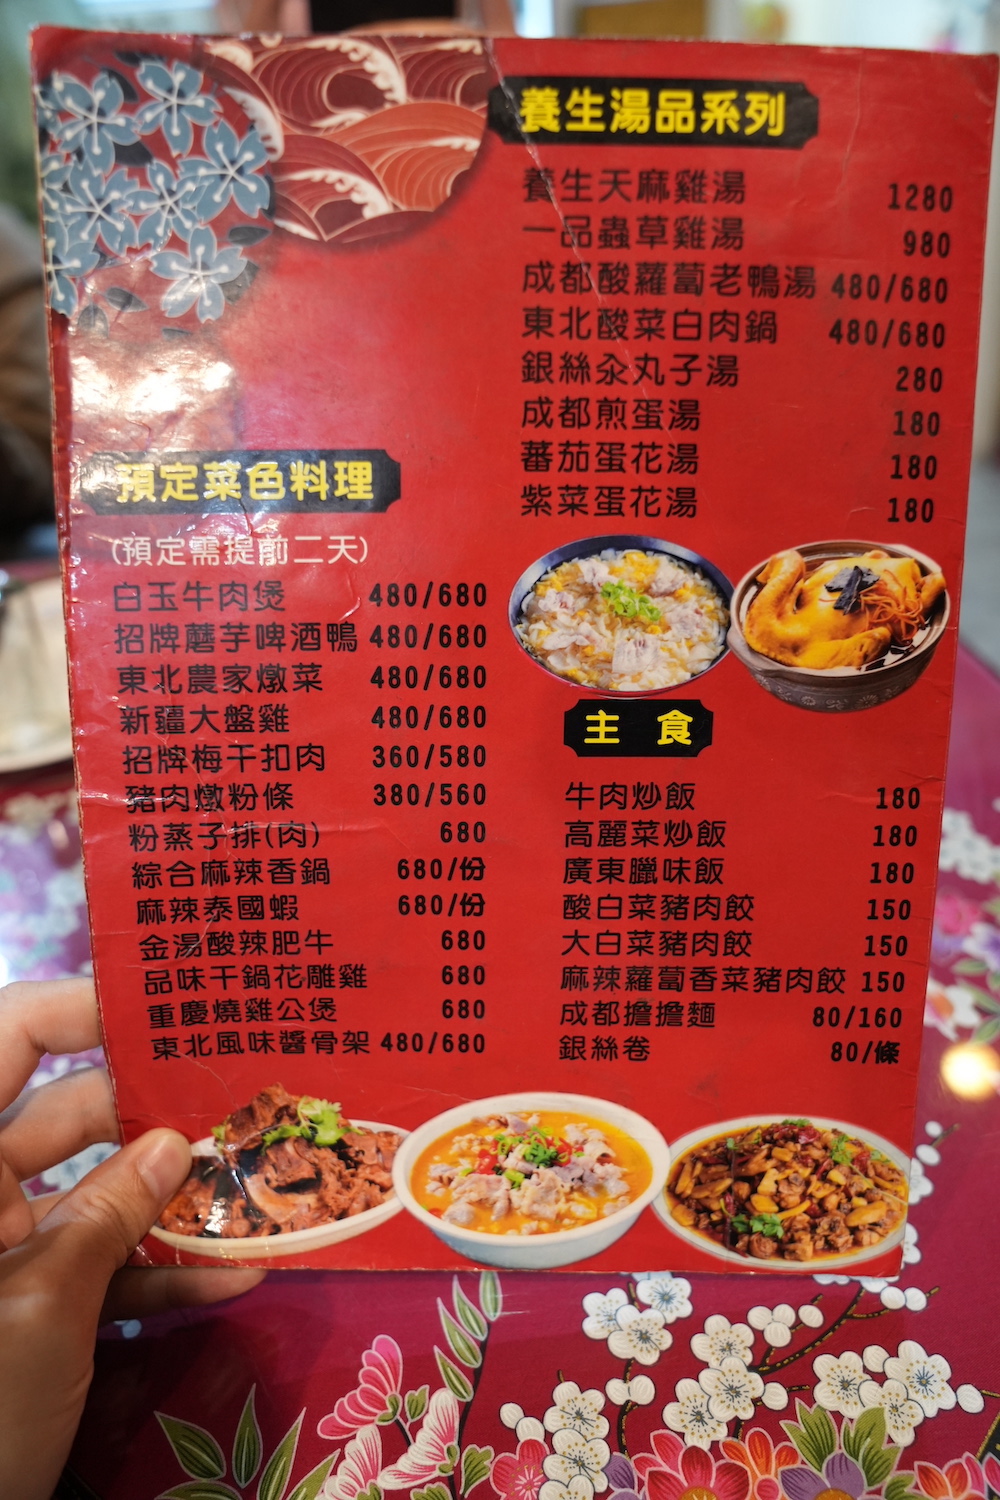 養生湯品系列
養生天麻雞湯 1280
一品蟲草雞湯 980
成都酸蘿蔔老鴨湯 480/680
東北酸菜白肉鍋 480/680
銀絲汆丸子湯 280
成都煎蛋湯 180
蕃茄蛋花湯 180
紫菜蛋花湯 180
預定菜色料理
(預定需提前二天)
白玉牛肉煲 480/680
招牌蘑芋啤酒鴨 480/680
東北農家燉菜 480/680
新疆大盤雞 480/680
招牌梅干扣肉 360/580
豬肉燉粉條 380/560
粉蒸子排(肉) 680
綜合麻辣香鍋 680/份
麻辣泰國蝦 680/份
金湯酸辣肥牛 680
品味干鍋花雕雞 680
重慶燒雞公煲 680
東北風味醬骨架 480/680
主 食
牛肉炒飯 180
高麗菜炒飯 180
廣東臘味飯 180
酸白菜豬肉餃 150
大白菜豬肉餃 150
麻辣蘿蔔香菜豬肉餃 150
成都擔擔麵 80/160
銀絲卷 80/條